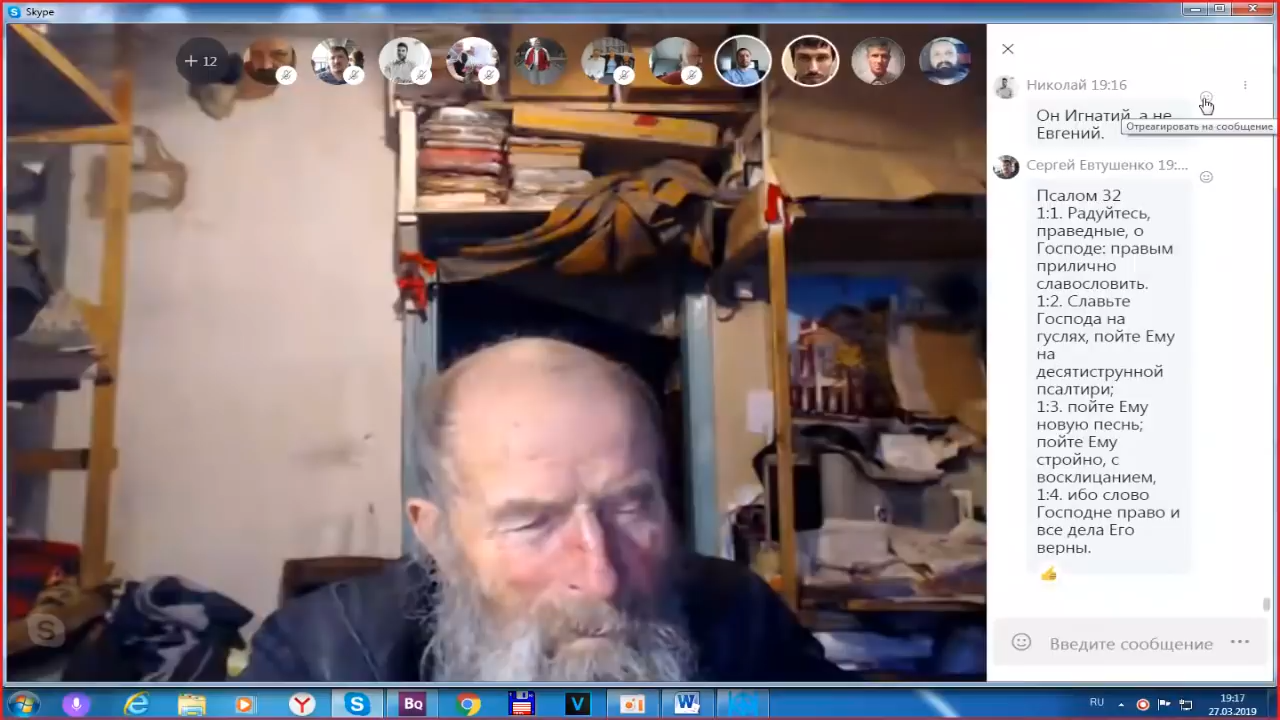 Skype
+ 12
Николай 19:16
Он Игнатий, а не
Евгений.
Отреагировать на сообщение
Сергей Евтушенко 19:...
Псалом 32
1:1. Радуйтесь,
праведные, о
Господе: правым
прилично
славословить.
1:2. Славьте
Господа на
гуслях, пойте Ему
на
десятиструнной
псалтири;
1:3. пойте Ему
новую песнь;
пойте Ему
стройно, с
восклицанием,
1:4. ибо слово
Господне право и
все дела Его
верны.
Введите сообщение
Bq
RU
19:17
27.03.2019